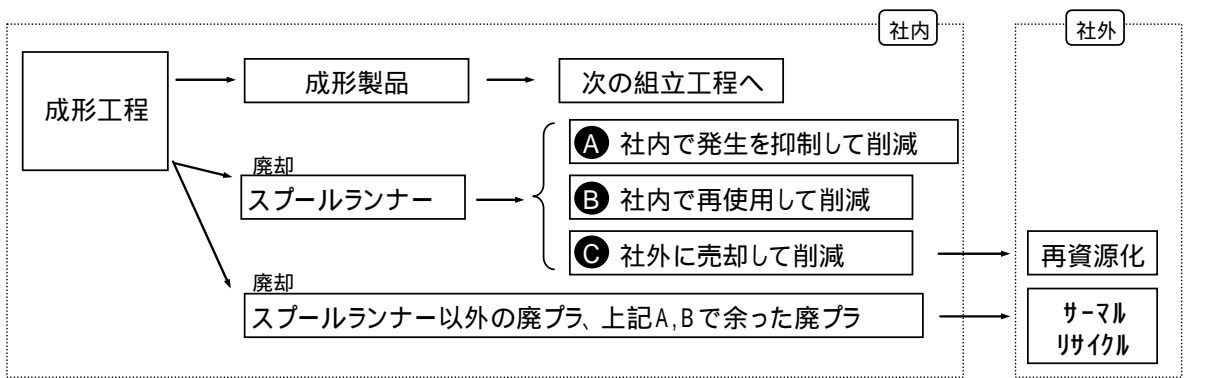 社内
社外
成形工程
成形製品
次の組立工程へ
A 社内で発生を抑制して削減
廃却
スプールランナー
B 社内で再使用して削減
C 社外に売却して削減
再資源化
廃却
スプールランナー以外の廃プラ、上記A,Bで余った廃プラ
サーマル
リサイクル